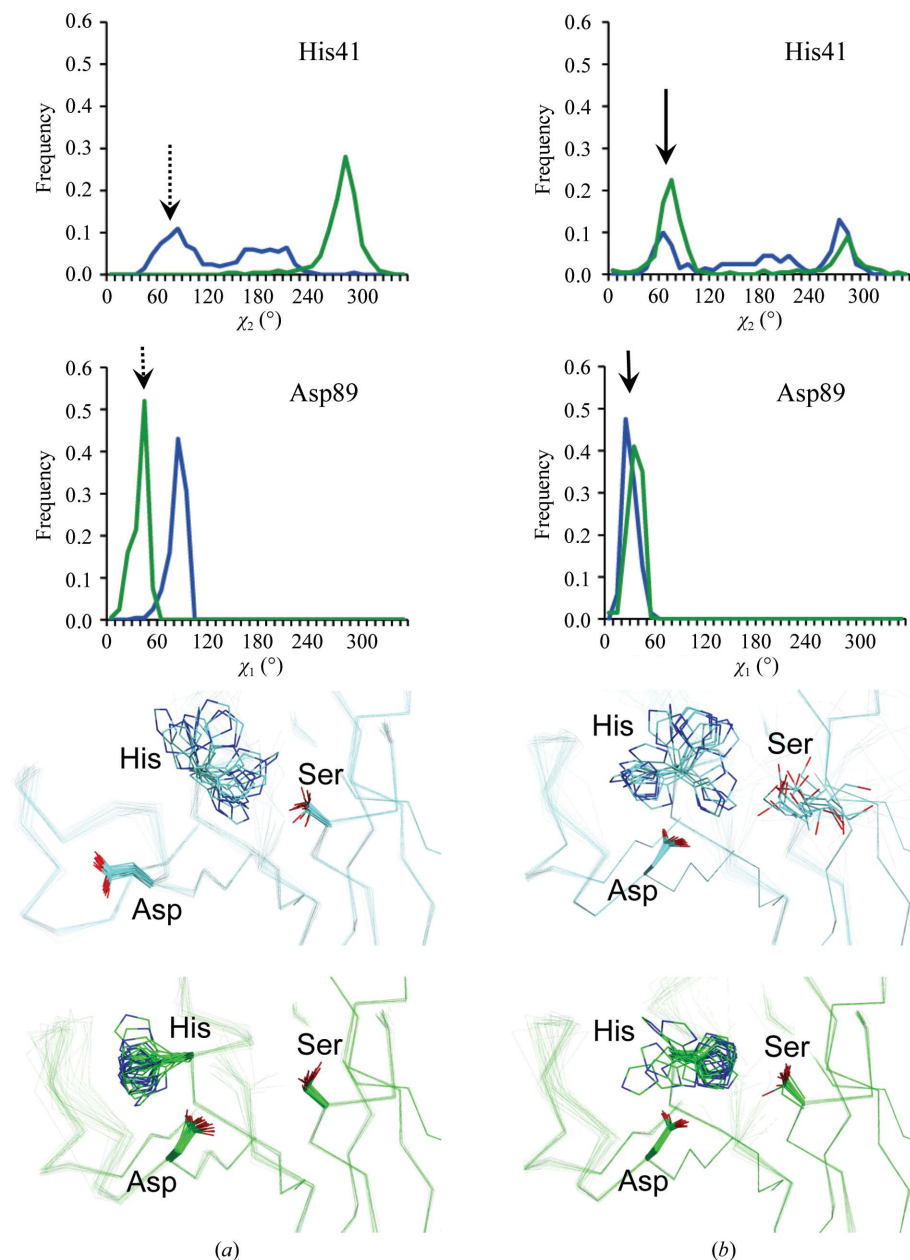 His41
Frequency
0.6
0.5
0.4
0.3
0.2
0.1
0.0
0 60 120 180 240 300
χ2 (°)
His41
Frequency
0.6
0.5
0.4
0.3
0.2
0.1
0.0
0 60 120 180 240 300
χ2 (°)
Asp89
Frequency
0.6
0.5
0.4
0.3
0.2
0.1
0.0
0 60 120 180 240 300
χ1 (°)
Asp89
Frequency
0.6
0.5
0.4
0.3
0.2
0.1
0.0
0 60 120 180 240 300
χ1 (°)
His
Ser
Asp
His
Ser
Asp
His
Ser
Asp
His
Ser
Asp
(a)
(b)